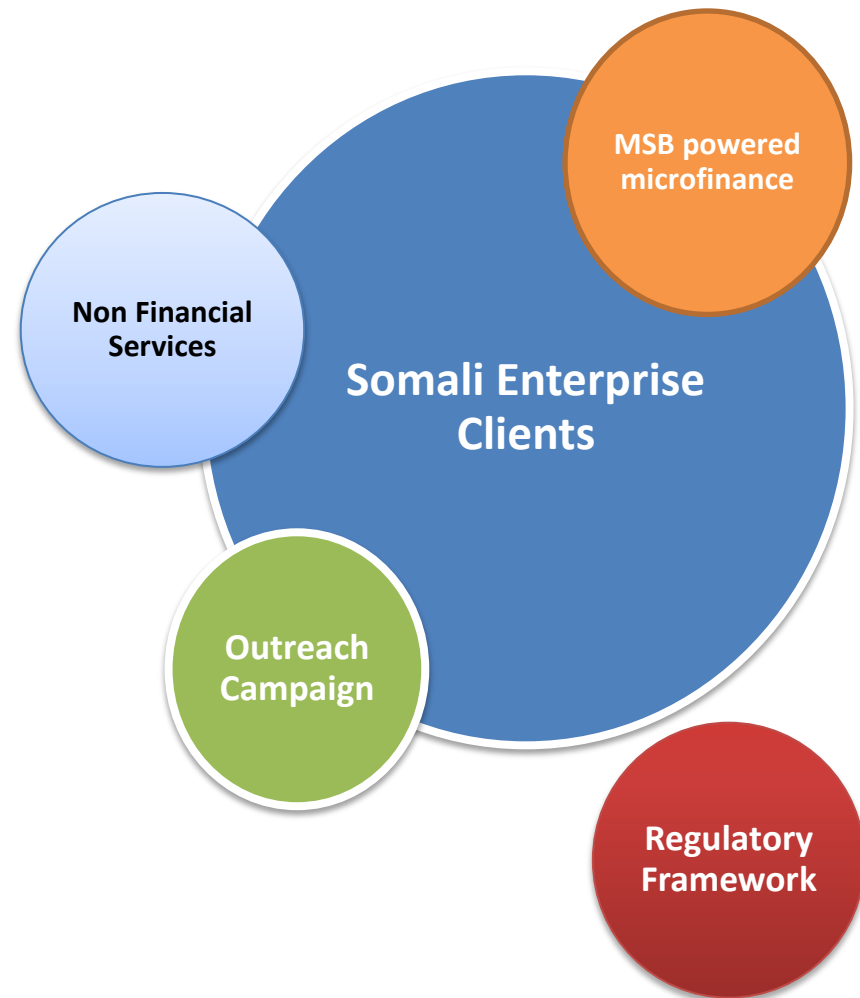 MSB powered
microfinance
Non Financial
Services
Somali Enterprise
Clients
Outreach
Campaign
Regulatory
Framework